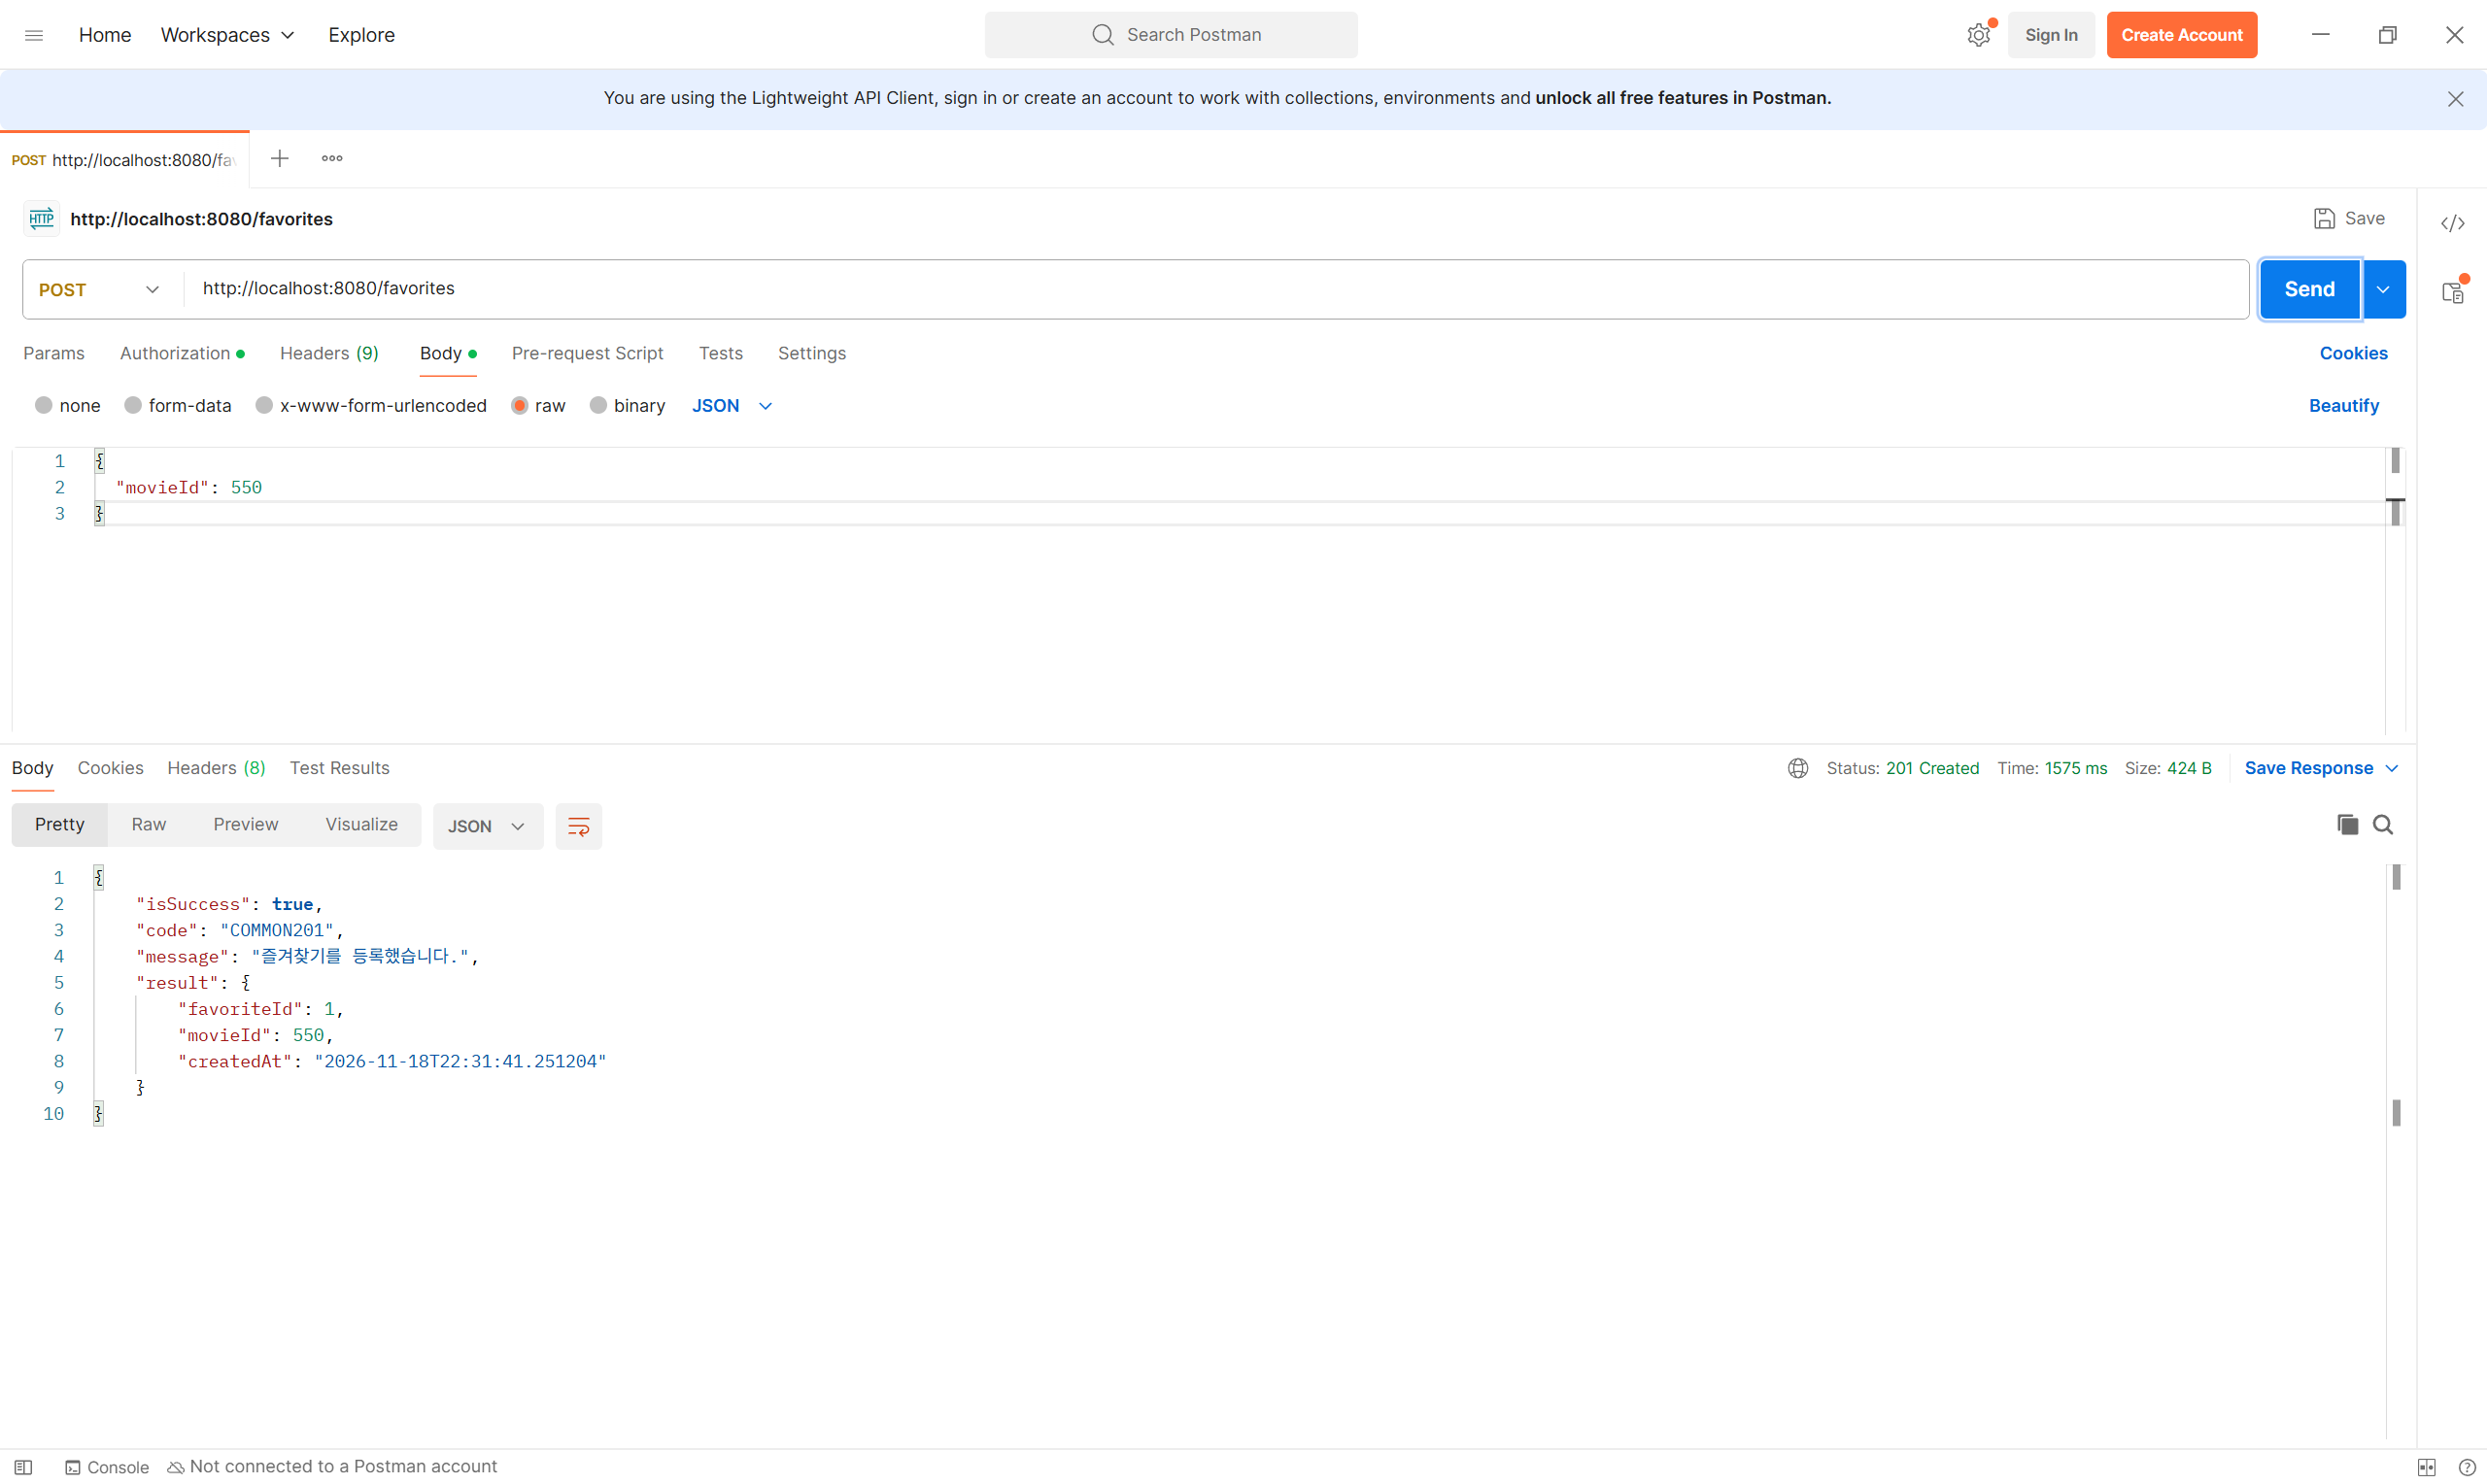 Home Workspaces Explore Search Postman Sign In Create Account
You are using the Lightweight API Client, sign in or create an account to work with collections, environments and unlock all free features in Postman.
POST http://localhost:8080/fav
HTTP http://localhost:8080/favorites Save
POST http://localhost:8080/favorites Send
Params Authorization Headers (9) Body Pre-request Script Tests Settings Cookies
none form-data x-www-form-urlencoded raw binary JSON Beautify
1 {
2 "movieId": 550
3 }
Body Cookies Headers (8) Test Results Status: 201 Created Time: 1575 ms Size: 424 B Save Response
Pretty Raw Preview Visualize JSON
1 {
2 "isSuccess": true,
3 "code": "COMMON201",
4 "message": "즐겨찾기를 등록했습니다.",
5 "result": {
6 "favoriteId": 1,
7 "movieId": 550,
8 "createdAt": "2026-11-18T22:31:41.251204"
9 }
10 }
Console Not connected to a Postman account